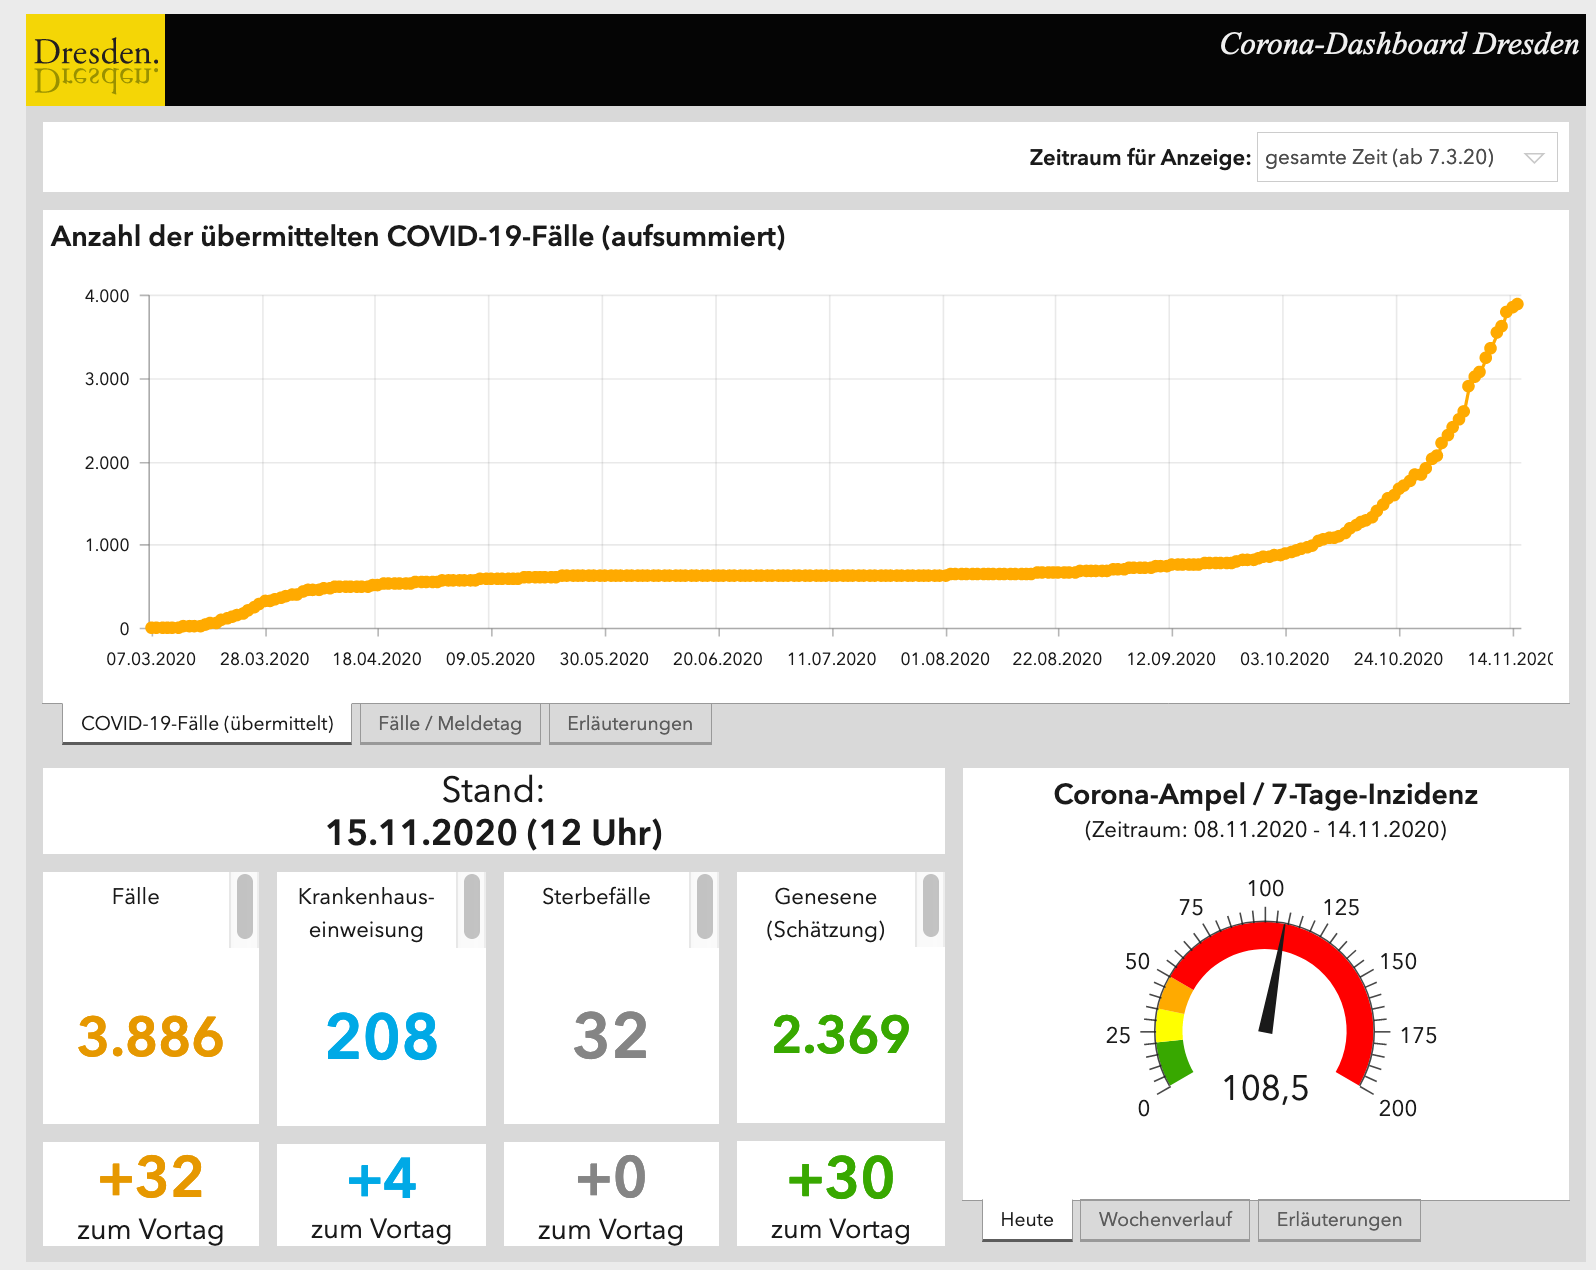 Dresden.
Corona-Dashboard Dresden
Zeitraum für Anzeige: gesamte Zeit (ab 7.3.20)
Anzahl der übermittelten COVID-19-Fälle (aufsummiert)
4.000
3.000
2.000
1.000
0
07.03.2020 28.03.2020 18.04.2020 09.05.2020 30.05.2020 20.06.2020 11.07.2020 01.08.2020 22.08.2020 12.09.2020 03.10.2020 24.10.2020 14.11.2020
COVID-19-Fälle (übermittelt) Fälle / Meldetag Erläuterungen
Stand:
15.11.2020 (12 Uhr)
Fälle
3.886
+32
zum Vortag
Krankenhaus-
einweisung
208
+4
zum Vortag
Sterbefälle
32
+0
zum Vortag
Genesene
(Schätzung)
2.369
+30
zum Vortag
Corona-Ampel / 7-Tage-Inzidenz
(Zeitraum: 08.11.2020 - 14.11.2020)
0
25
50
75
100
125
150
175
200
108,5
Heute Wochenverlauf Erläuterungen